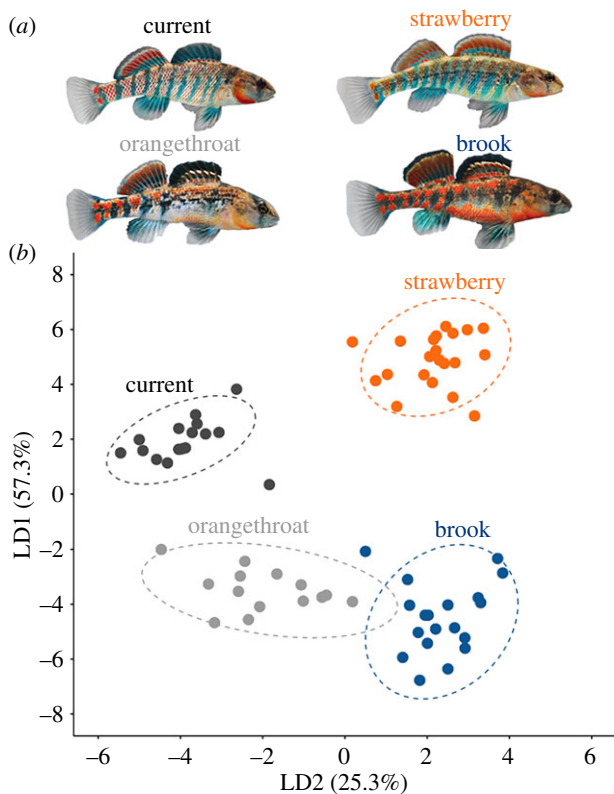 (a)
current
strawberry
orangethroat
brook
(b)
8
6
4
2
0
−2
−4
−6
−8
LD1 (57.3%)
strawberry
current
orangethroat
brook
−6
−4
−2
0
2
4
6
LD2 (25.3%)